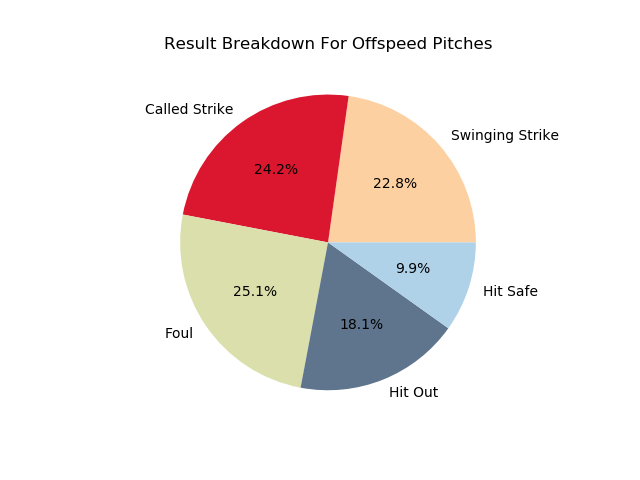 Result Breakdown For Offspeed Pitches
Called Strike
Swinging Strike
24.2%
22.8%
9.9%
25.1%
Hit Safe
18.1%
Foul
Hit Out